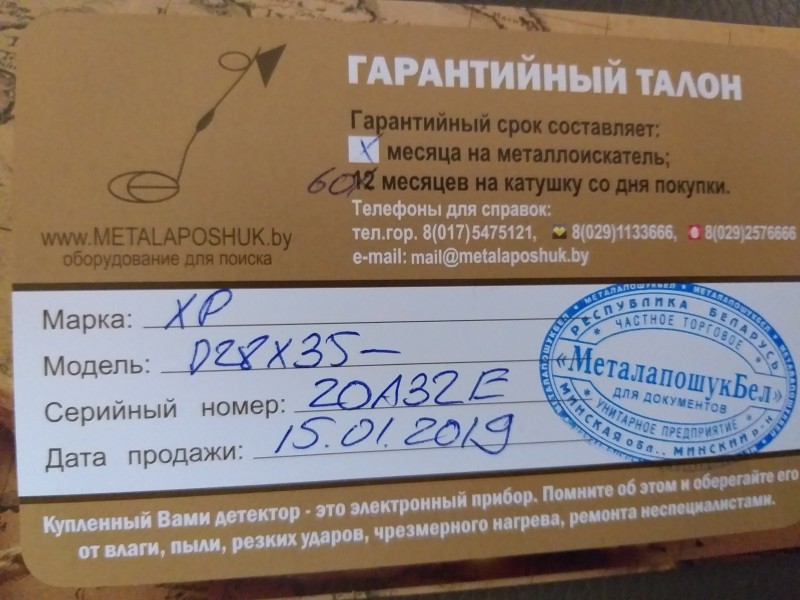 ГАРАНТИЙНЫЙ ТАЛОН
Гарантийный срок составляет:
X месяца на металлоискатель;
60 12 месяцев на катушку со дня покупки.
Телефоны для справок:
тел.гор. 8(017)5475121, 8(029)1133666, 8(029)2576666
e-mail: mail@metalaposhuk.by
www.METALAPOSHUK.by
оборудование для поиска
Марка: XP
Модель: D28X35-
Серийный номер: 20A32E
Дата продажи: 15.01.2019
РЕСПУБЛИКА БЕЛАРУСЬ
ЧАСТНОЕ ТОРГОВОЕ
«МеталапошукБел»
ДЛЯ ДОКУМЕНТОВ
УНИТАРНОЕ ПРЕДПРИЯТИЕ
МИНСКАЯ обл., МИНСКИЙ р-н
Купленный Вами детектор - это электронный прибор. Помните об этом и оберегайте его
от влаги, пыли, резких ударов, чрезмерного нагрева, ремонта неспециалистами.